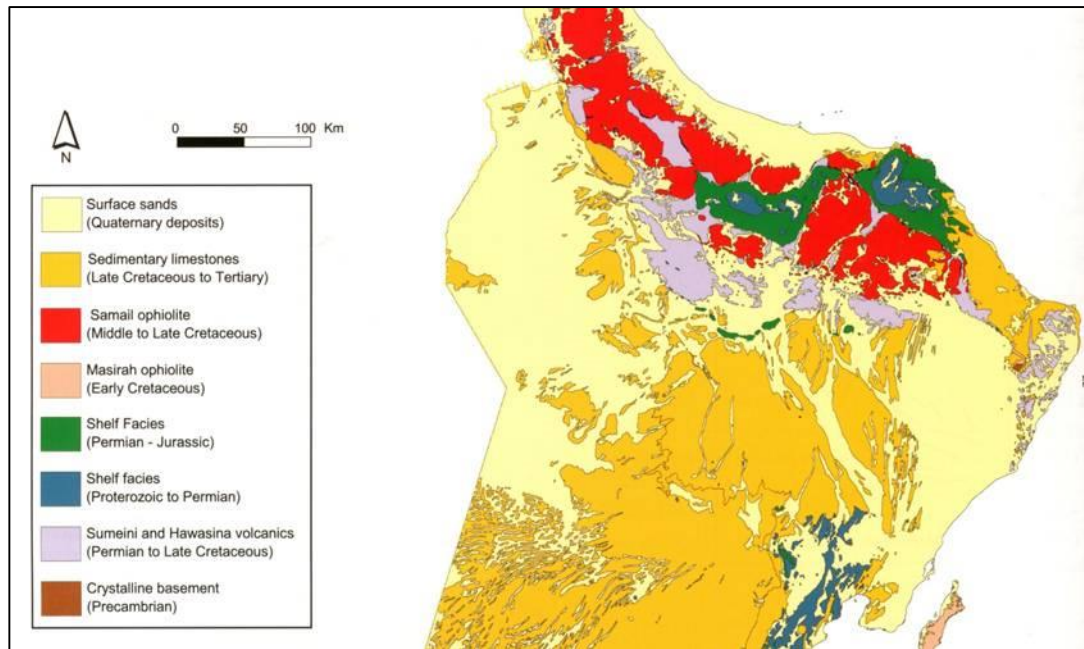 N
0 50 100 Km
Surface sands
(Quaternary deposits)
Sedimentary limestones
(Late Cretaceous to Tertiary)
Samail ophiolite
(Middle to Late Cretaceous)
Masirah ophiolite
(Early Cretaceous)
Shelf Facies
(Permian - Jurassic)
Shelf facies
(Proterozoic to Permian)
Sumeini and Hawasina volcanics
(Permian to Late Cretaceous)
Crystalline basement
(Precambrian)